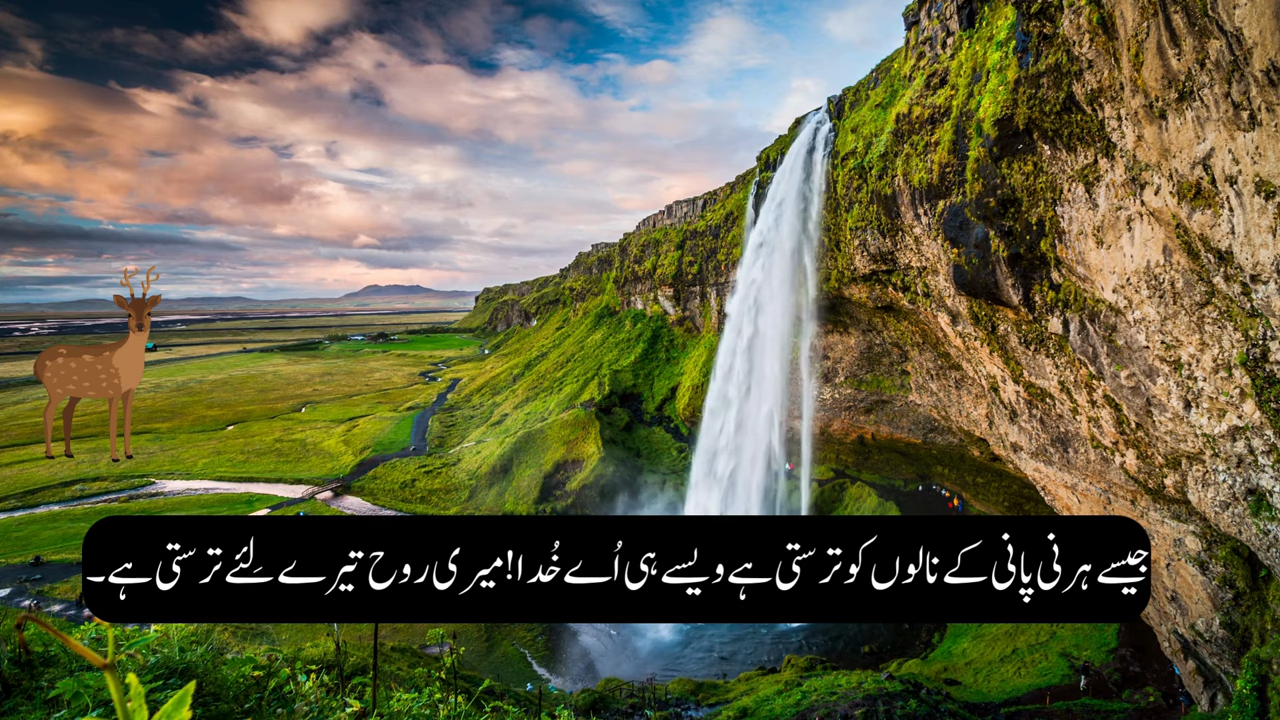 جیسے ہرنی پانی کے نالوں کو ترستی ہے ویسے ہی اُے خُدا!میری روح تیرے لِئے ترستی ہے۔